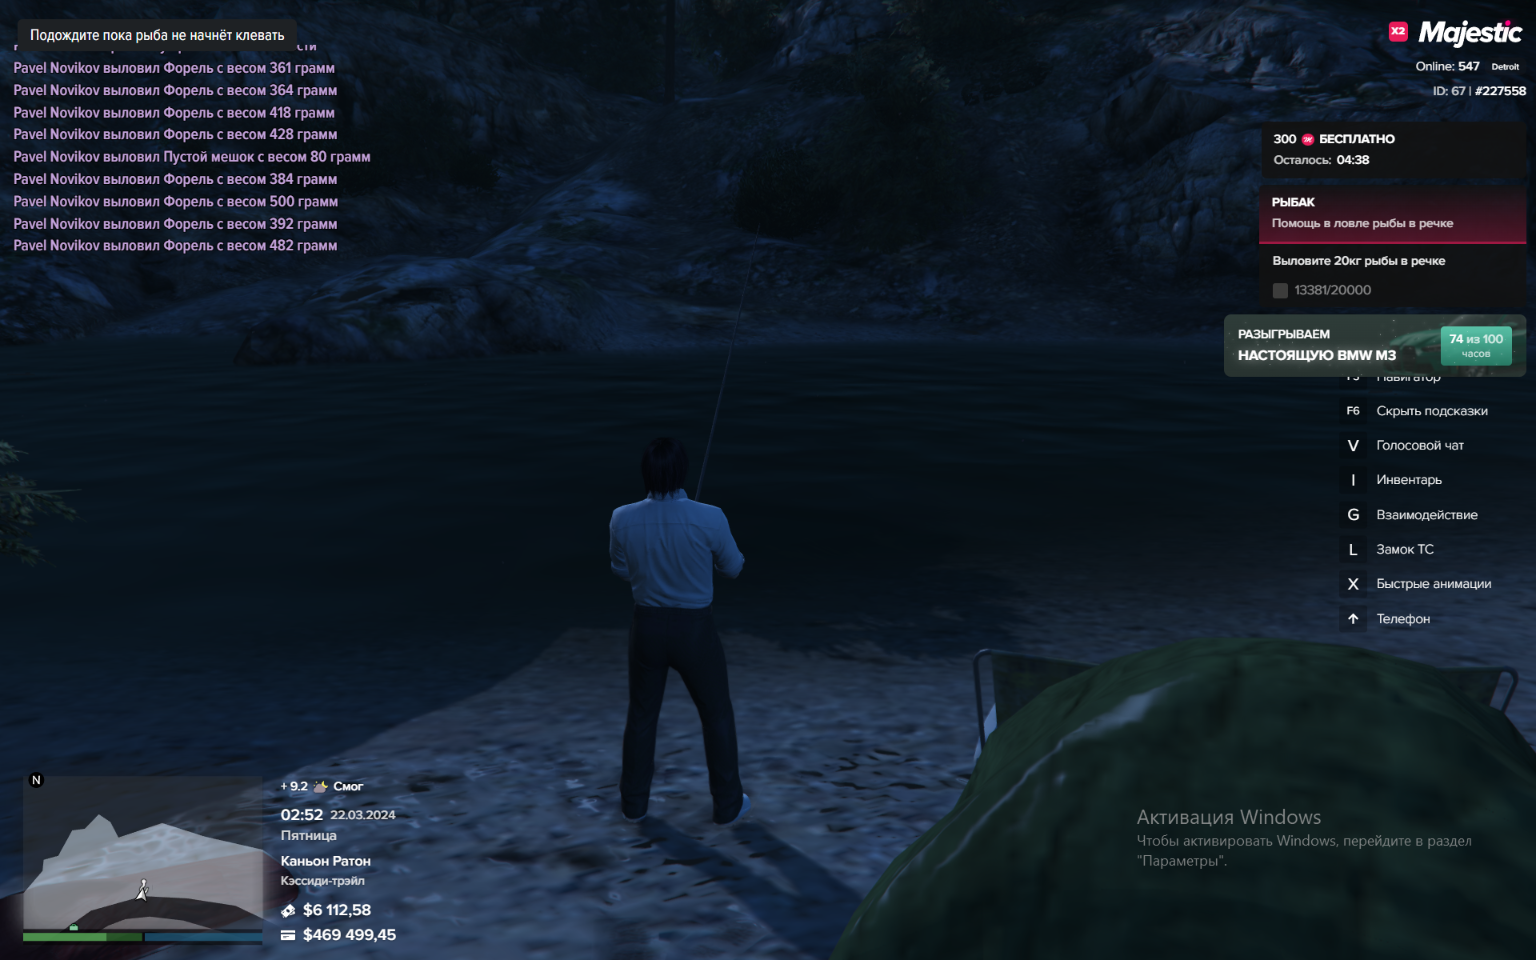 Подождите пока рыба не начнёт клевать
Pavel Novikov выловил Форель с весом 361 грамм
Pavel Novikov выловил Форель с весом 364 грамм
Pavel Novikov выловил Форель с весом 418 грамм
Pavel Novikov выловил Форель с весом 428 грамм
Pavel Novikov выловил Пустой мешок с весом 80 грамм
Pavel Novikov выловил Форель с весом 384 грамм
Pavel Novikov выловил Форель с весом 500 грамм
Pavel Novikov выловил Форель с весом 392 грамм
Pavel Novikov выловил Форель с весом 482 грамм
X2 Majestic
Online: 547 Detroit
ID: 67 | #227558
300 БЕСПЛАТНО
Осталось: 04:38
РЫБАК
Помощь в ловле рыбы в речке
Выловите 20кг рыбы в речке
13381/20000
РАЗЫГРЫВАЕМ
НАСТОЯЩУЮ BMW M3
74 из 100
часов
Навигатор
F6 Скрыть подсказки
V Голосовой чат
I Инвентарь
G Взаимодействие
L Замок ТС
X Быстрые анимации
Телефон
N
+ 9.2 Смог
02:52 22.03.2024
Пятница
Каньон Ратон
Кэссиди-трэйл
$6 112,58
$469 499,45
Активация Windows
Чтобы активировать Windows, перейдите в раздел
"Параметры".